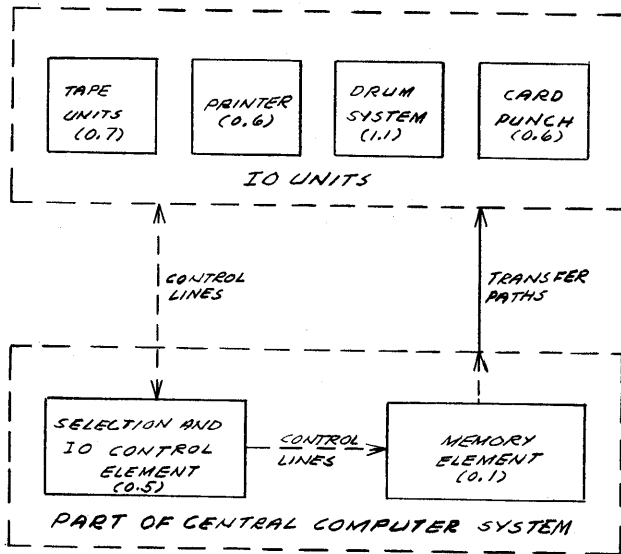 TAPE
UNITS
(0.7)
PRINTER
(0.6)
DRUM
SYSTEM
(1.1)
CARD
PUNCH
(0.6)
IO UNITS
CONTROL
LINES
TRANSFER
PATHS
SELECTION AND
IO CONTROL
ELEMENT
(0.5)
CONTROL
LINES
MEMORY
ELEMENT
(0.1)
PART OF CENTRAL COMPUTER SYSTEM